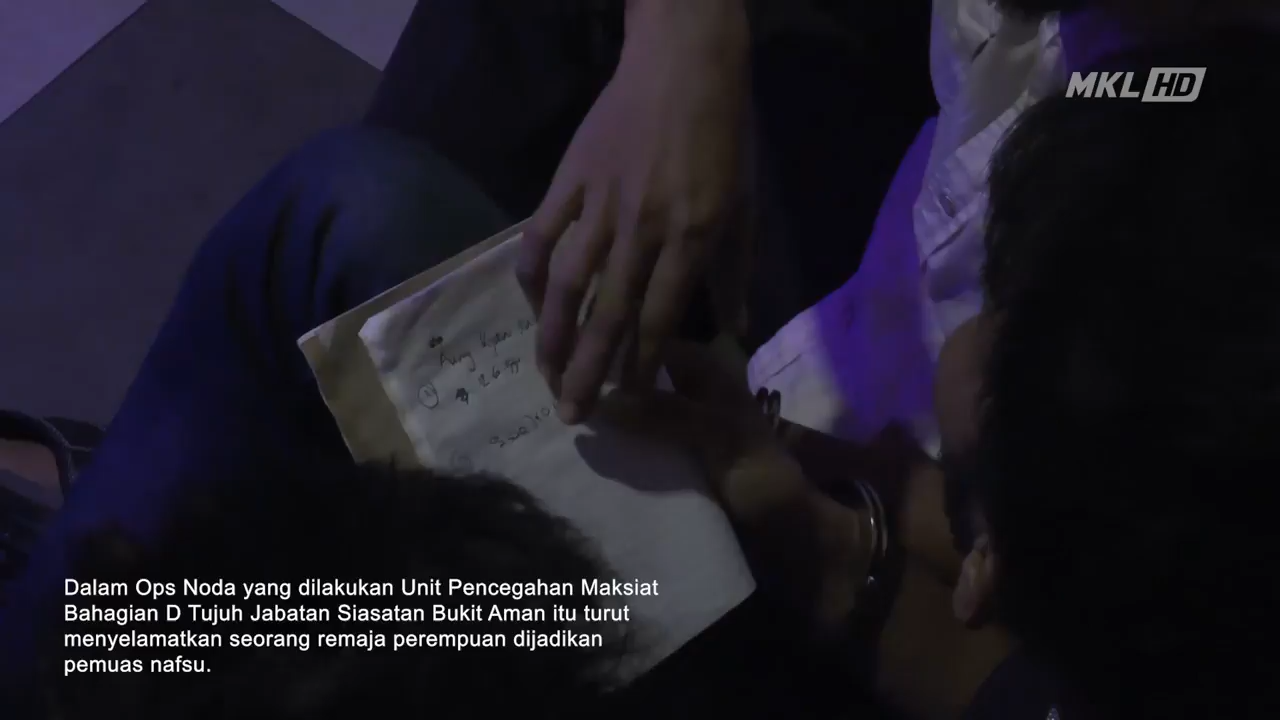 MKL HD
26
Dalam Ops Noda yang dilakukan Unit Pencegahan Maksiat
Bahagian D Tujuh Jabatan Siasatan Bukit Aman itu turut
menyelamatkan seorang remaja perempuan dijadikan
pemuas nafsu.